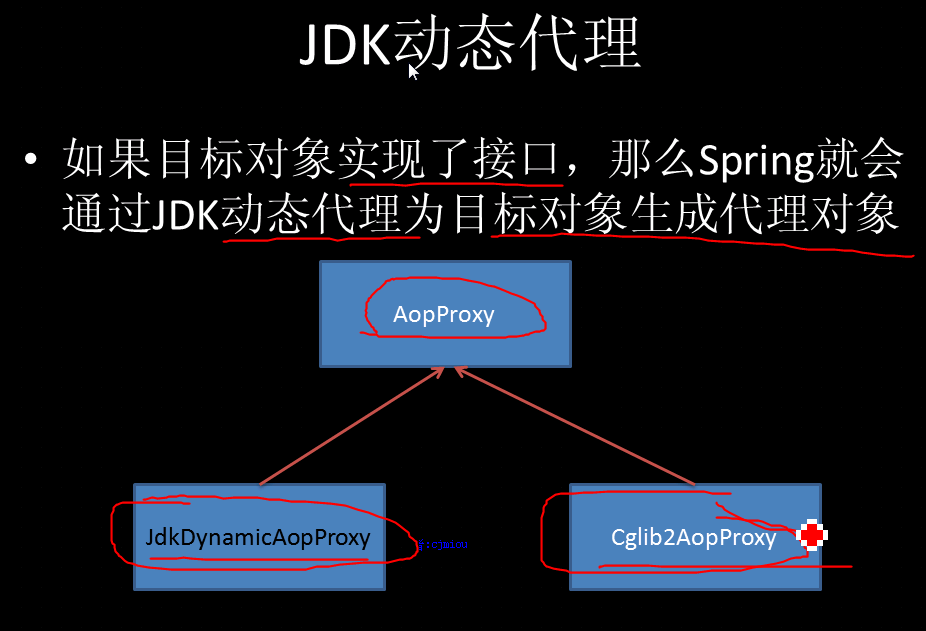 JDK动态代理
• 如果目标对象实现了接口，那么Spring就会
通过JDK动态代理为目标对象生成代理对象
AopProxy
JdkDynamicAopProxy
Cglib2AopProxy